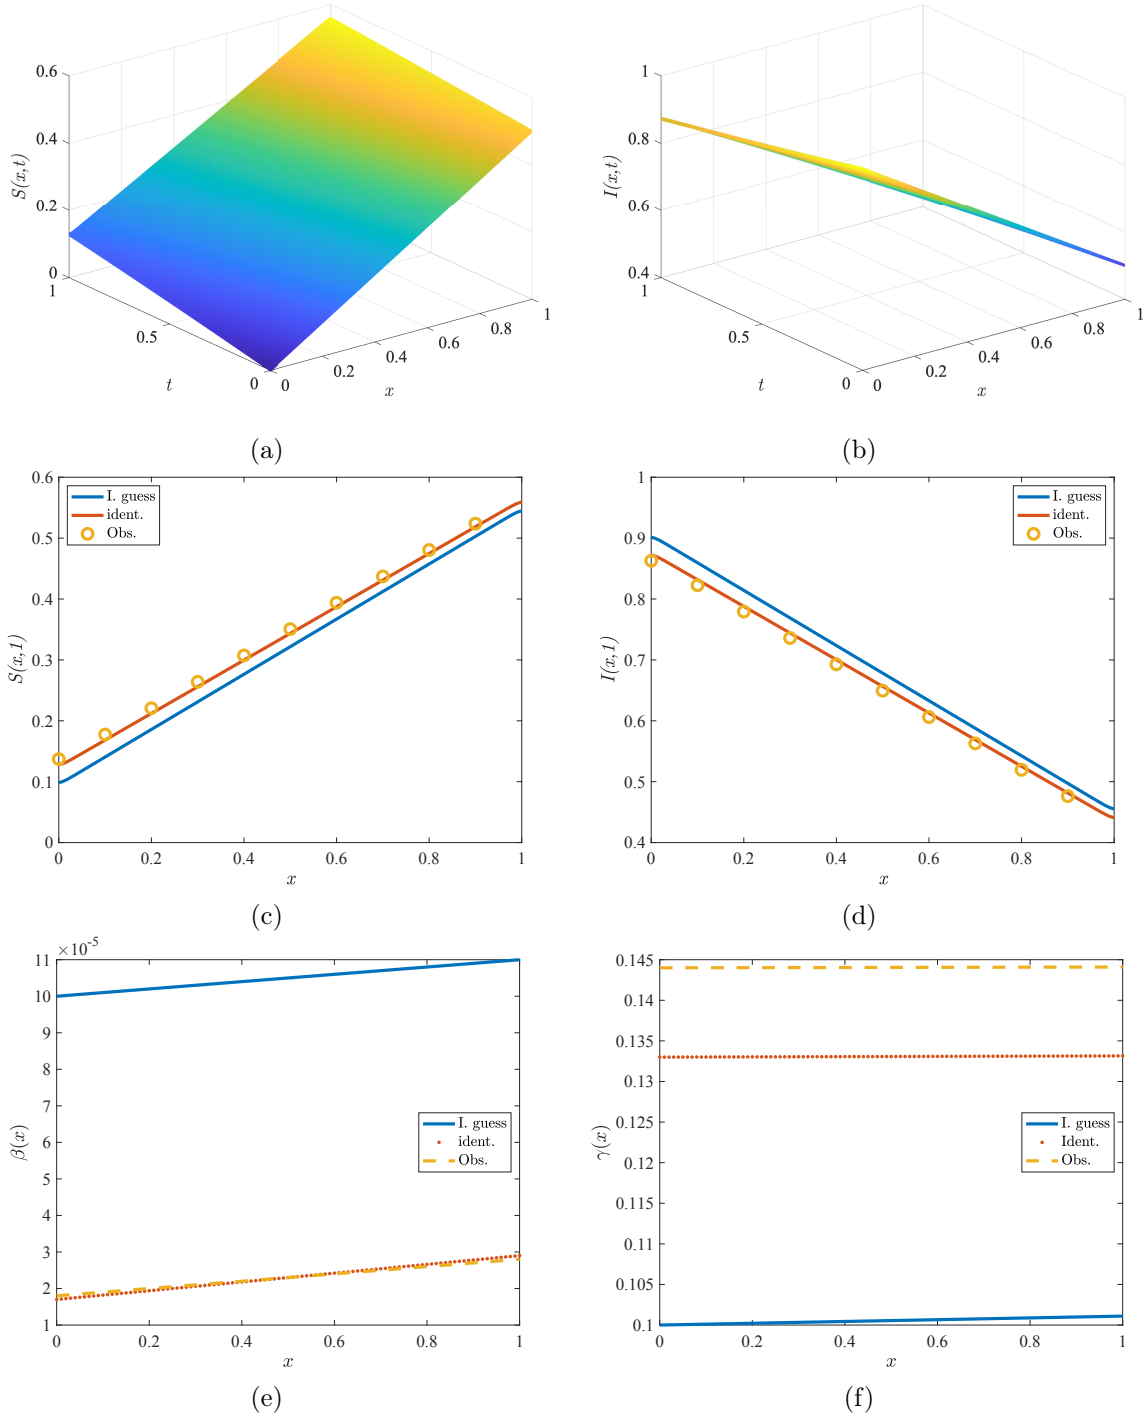 S(x,t)
0.6
0.4
0.2
0
1
0.5
0
t
0
0.2
0.4
0.6
0.8
1
x
(a)
I(x,t)
1
0.8
0.6
0.4
1
0.5
0
t
0
0.2
0.4
0.6
0.8
1
x
(b)
S(x,1)
0.6
0.5
0.4
0.3
0.2
0.1
0
I. guess
ident.
Obs.
0 0.2 0.4 0.6 0.8 1
x
(c)
I(x,1)
1
0.9
0.8
0.7
0.6
0.5
0.4
I. guess
ident.
Obs.
0 0.2 0.4 0.6 0.8 1
x
(d)
×10-5
β(x)
11
10
9
8
7
6
5
4
3
2
1
I. guess
ident.
Obs.
0 0.2 0.4 0.6 0.8 1
x
(e)
γ(x)
0.145
0.14
0.135
0.13
0.125
0.12
0.115
0.11
0.105
0.1
I. guess
Ident.
Obs.
0 0.2 0.4 0.6 0.8 1
x
(f)